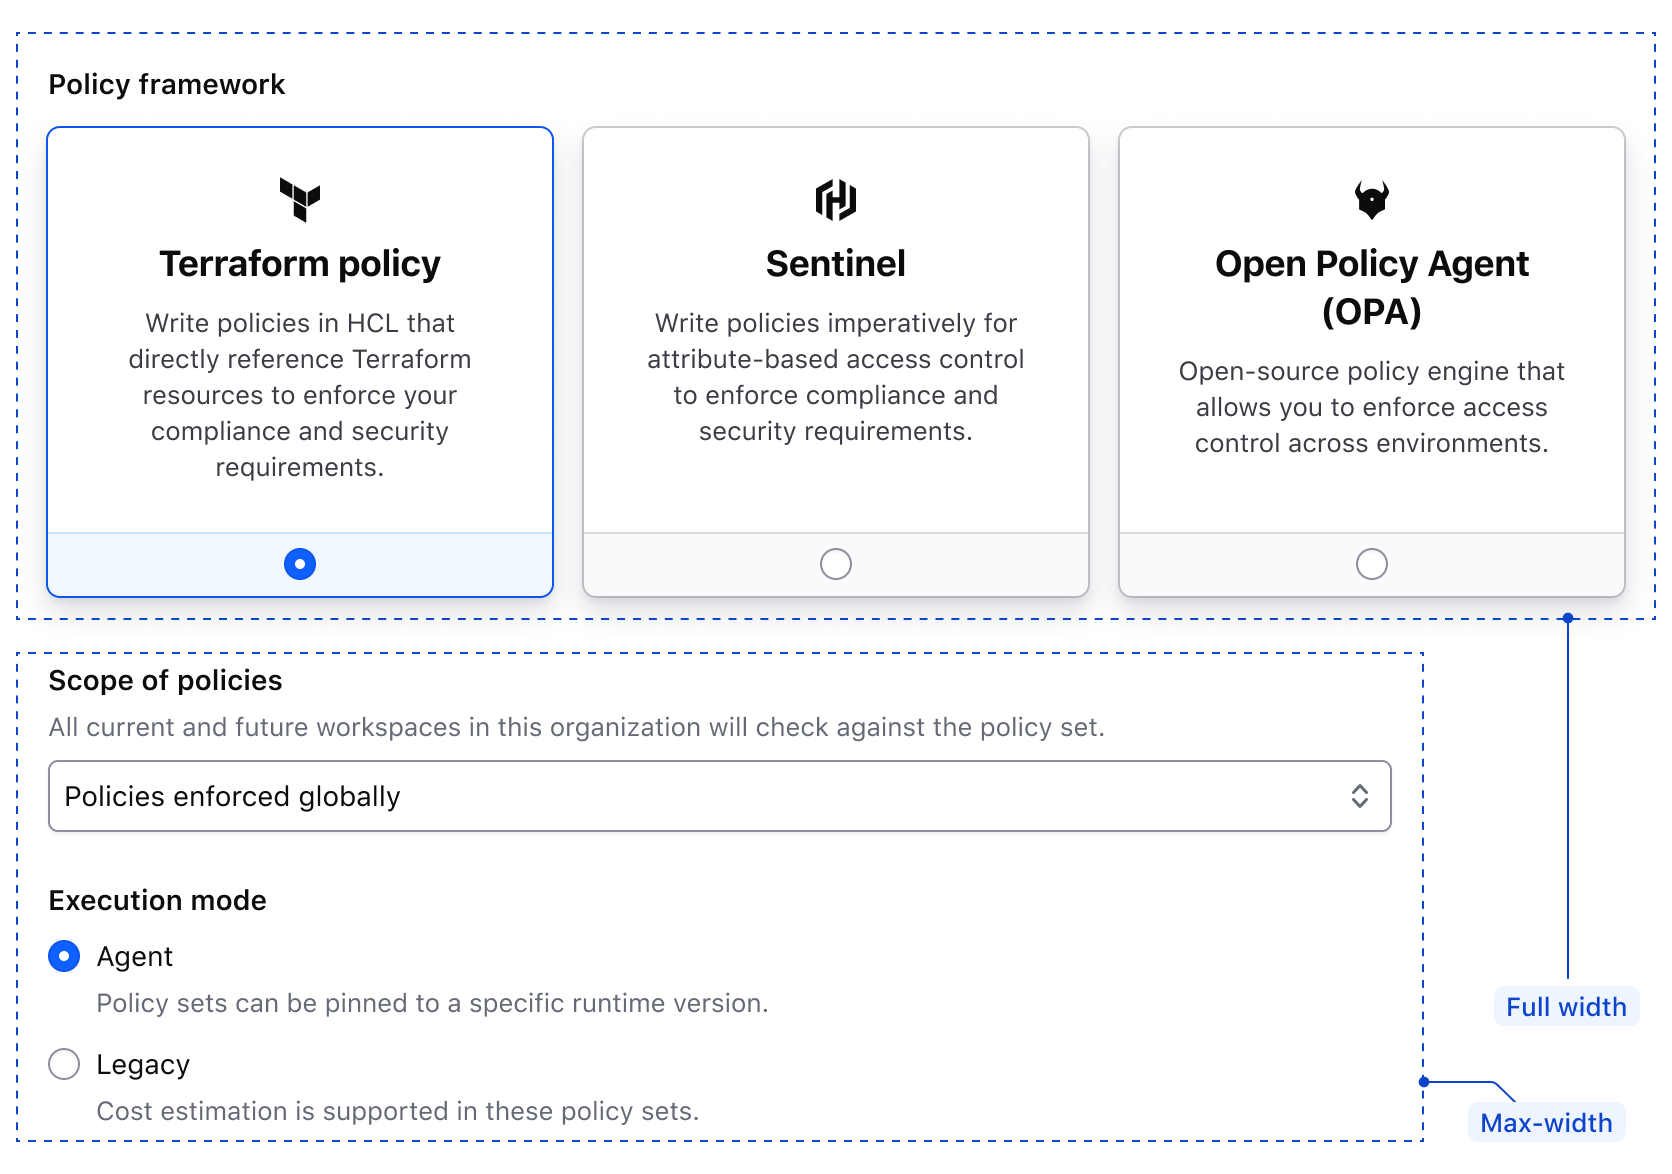 Policy framework
Terraform policy
Write policies in HCL that
directly reference Terraform
resources to enforce your
compliance and security
requirements.
Sentinel
Write policies imperatively for
attribute-based access control
to enforce compliance and
security requirements.
Open Policy Agent
(OPA)
Open-source policy engine that
allows you to enforce access
control across environments.
Scope of policies
All current and future workspaces in this organization will check against the policy set.
Policies enforced globally
Execution mode
Agent
Policy sets can be pinned to a specific runtime version.
Legacy
Cost estimation is supported in these policy sets.
Full width
Max-width